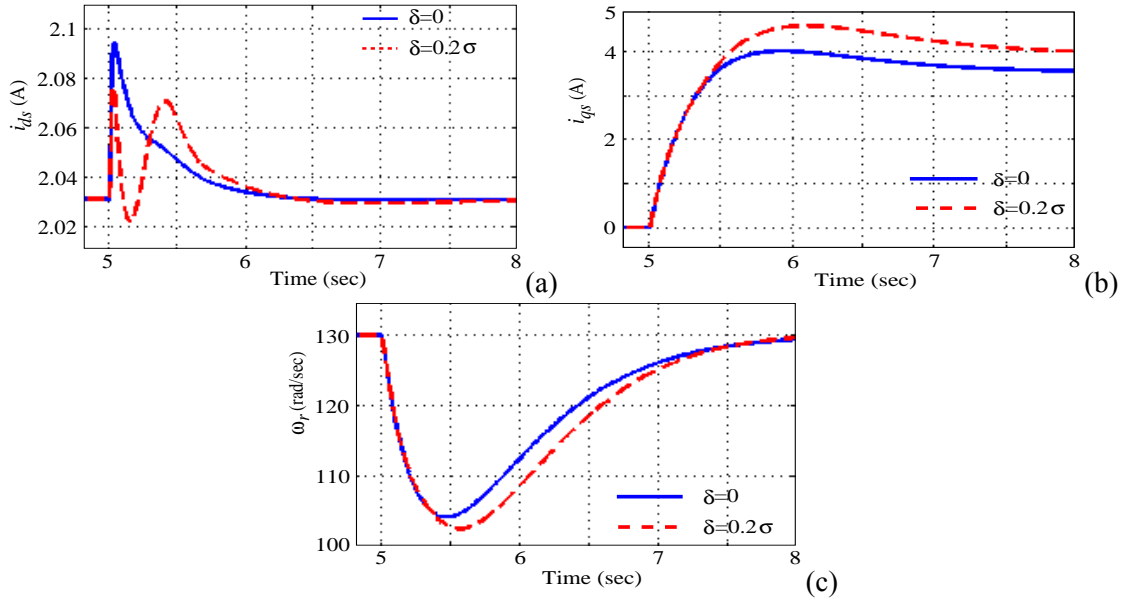 2.1
2.08
2.06
2.04
2.02
i_ds (A)
5
6
7
8
Time (sec)
δ=0
δ=0.2σ
(a)
5
4
2
0
i_qs (A)
5
6
7
8
Time (sec)
δ=0
δ=0.2σ
(b)
130
120
110
100
ω_r (rad/sec)
5
6
7
8
Time (sec)
δ=0
δ=0.2σ
(c)